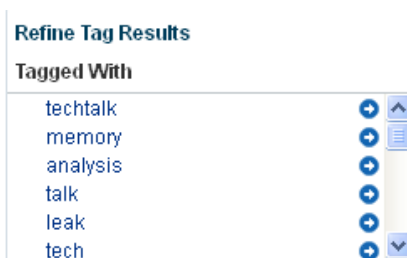 Refine Tag Results
Tagged With
techtalk
memory
analysis
talk
leak
tech